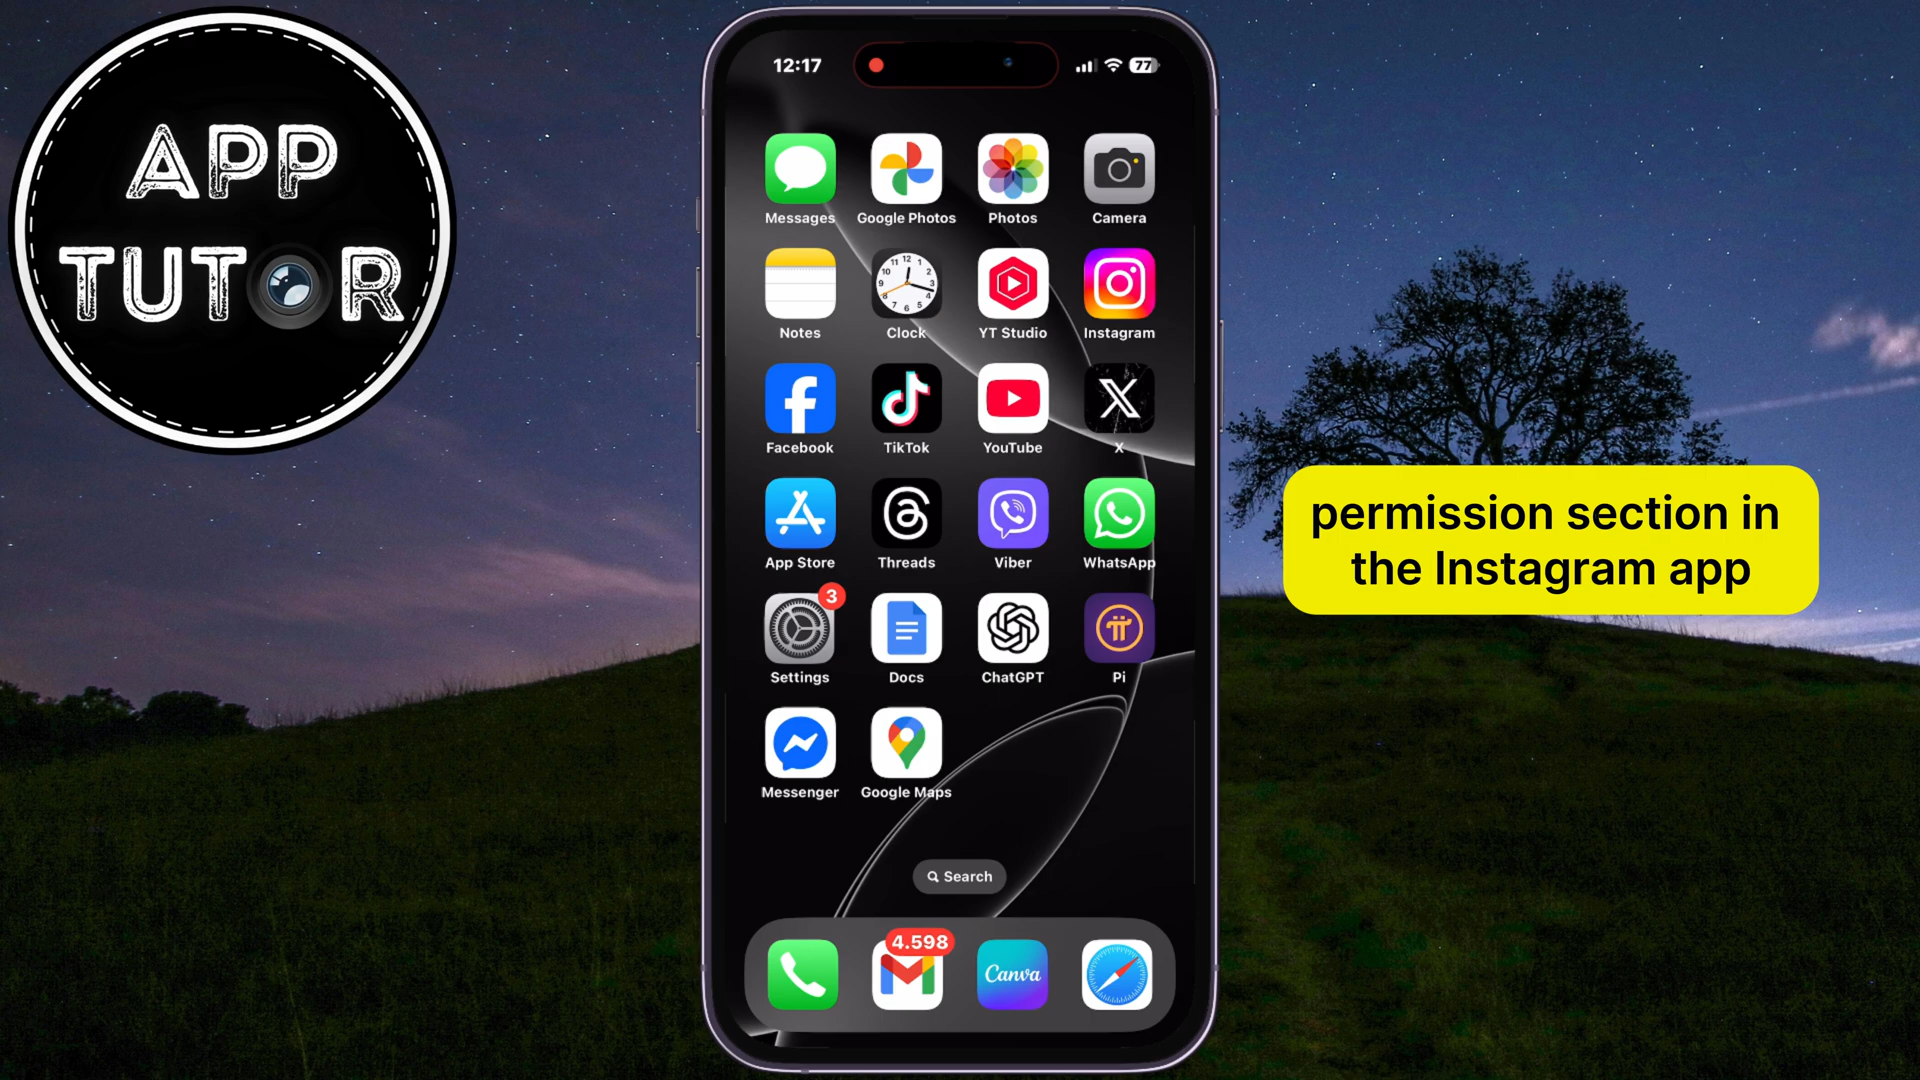 APP
TUTOR
12:17
77
Messages
Google Photos
Photos
Camera
Notes
Clock
YT Studio
Instagram
Facebook
TikTok
YouTube
X
App Store
Threads
Viber
WhatsApp
3
Settings
Docs
ChatGPT
Pi
Messenger
Google Maps
Search
4.598
Canva
permission section in
the Instagram app